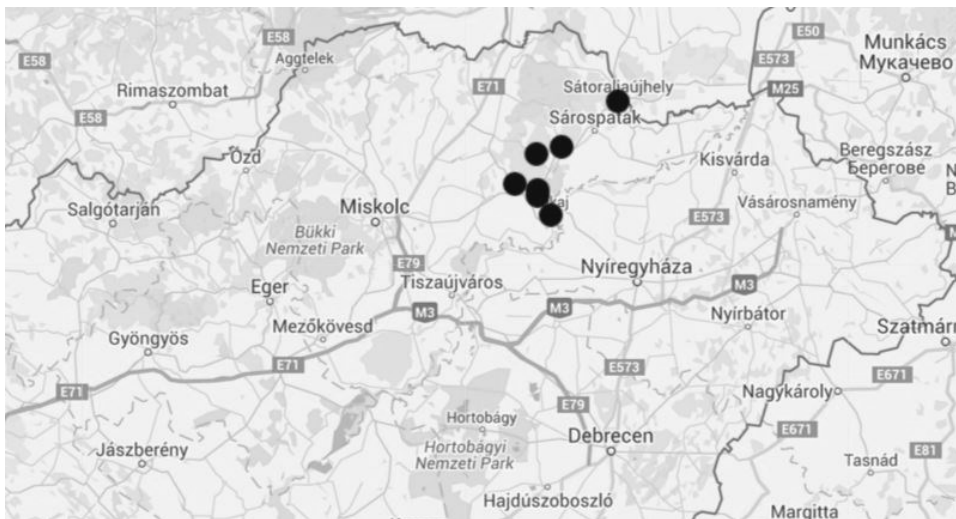 E58
E50
E58
Aggtelek
E573
Munkács
Мукачево
Rimaszombat
E71
Sátoraljaújhely
M25
E58
Sárospatak
Ózd
Kisvárda
Beregszász
Берегове
Salgótarján
Miskolc
Vásárosnamény
Bükki
Nemzeti Park
E573
E79
Nyíregyháza
Eger
Tiszaújváros
M3
M3
M3
Mezőkövesd
Nyírbátor
Gyöngyös
E71
E573
E671
E71
Nagykároly
E79
Hortobágy
E671
Debrecen
Hortobágyi
Nemzeti Park
E81
Jászberény
Tasnád
Hajdúszoboszló
Margitta